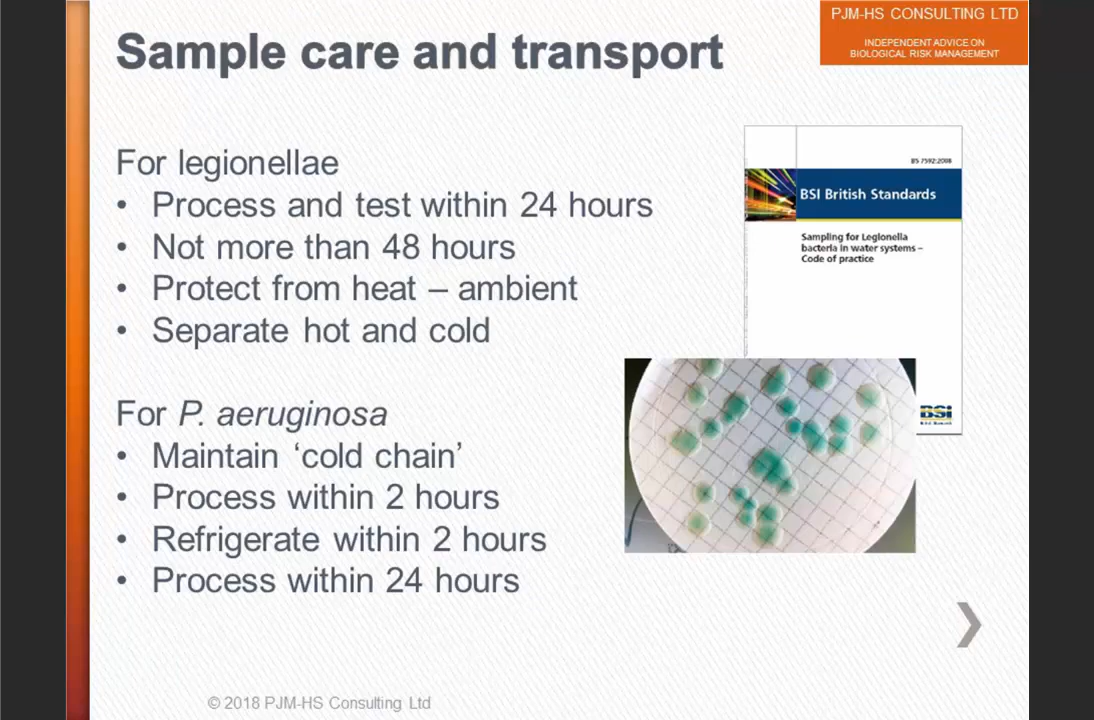 PJM-HS CONSULTING LTD
INDEPENDENT ADVICE ON
BIOLOGICAL RISK MANAGEMENT
Sample care and transport
For legionellae
• Process and test within 24 hours
• Not more than 48 hours
• Protect from heat – ambient
• Separate hot and cold
For P. aeruginosa
• Maintain ‘cold chain’
• Process within 2 hours
• Refrigerate within 2 hours
• Process within 24 hours
BS 7592:2008
BSI British Standards
Sampling for Legionella
bacteria in water systems –
Code of practice
BSi
© 2018 PJM-HS Consulting Ltd